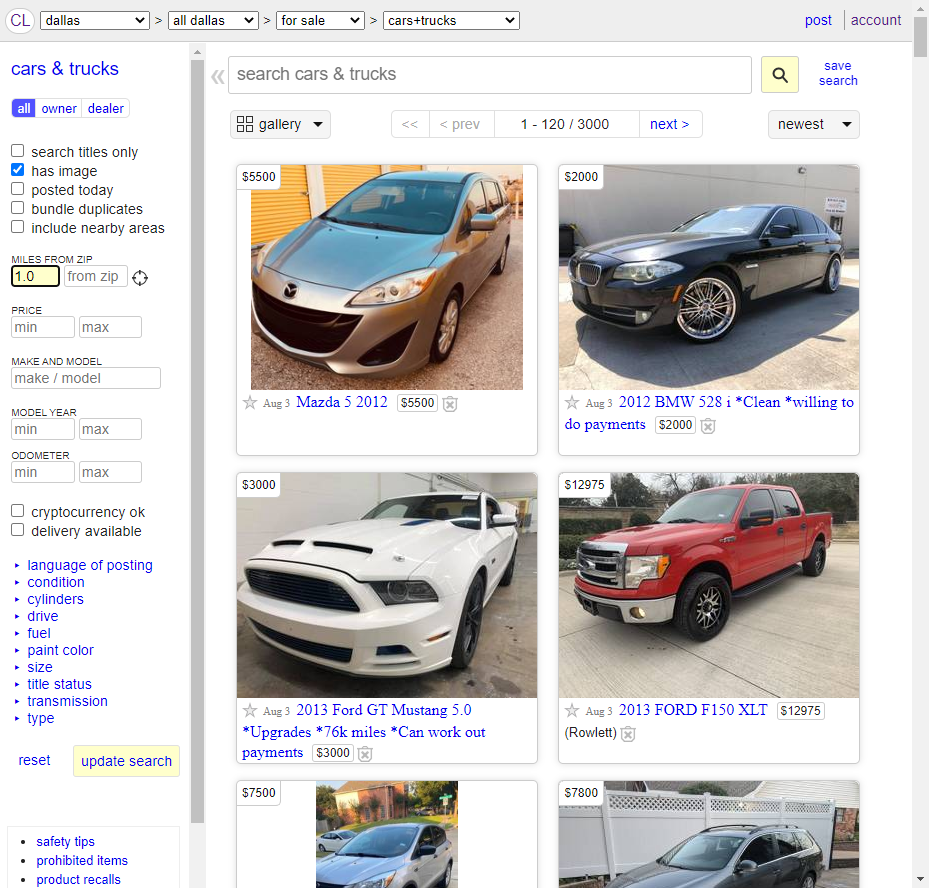 CL dallas > all dallas > for sale > cars+trucks post account
cars & trucks
all owner dealer
search titles only
has image
posted today
bundle duplicates
include nearby areas
MILES FROM ZIP
1.0 from zip
PRICE
min max
MAKE AND MODEL
make / model
MODEL YEAR
min max
ODOMETER
min max
cryptocurrency ok
delivery available
language of posting
condition
cylinders
drive
fuel
paint color
size
title status
transmission
type
reset update search
safety tips
prohibited items
product recalls
« search cars & trucks save
search
gallery << < prev 1 - 120 / 3000 next > newest
$5500
Aug 3 Mazda 5 2012 $5500
$2000
Aug 3 2012 BMW 528 i *Clean *willing to
do payments $2000
$3000
Aug 3 2013 Ford GT Mustang 5.0
*Upgrades *76k miles *Can work out
payments $3000
$12975
Aug 3 2013 FORD F150 XLT $12975
(Rowlett)
$7500
$7800